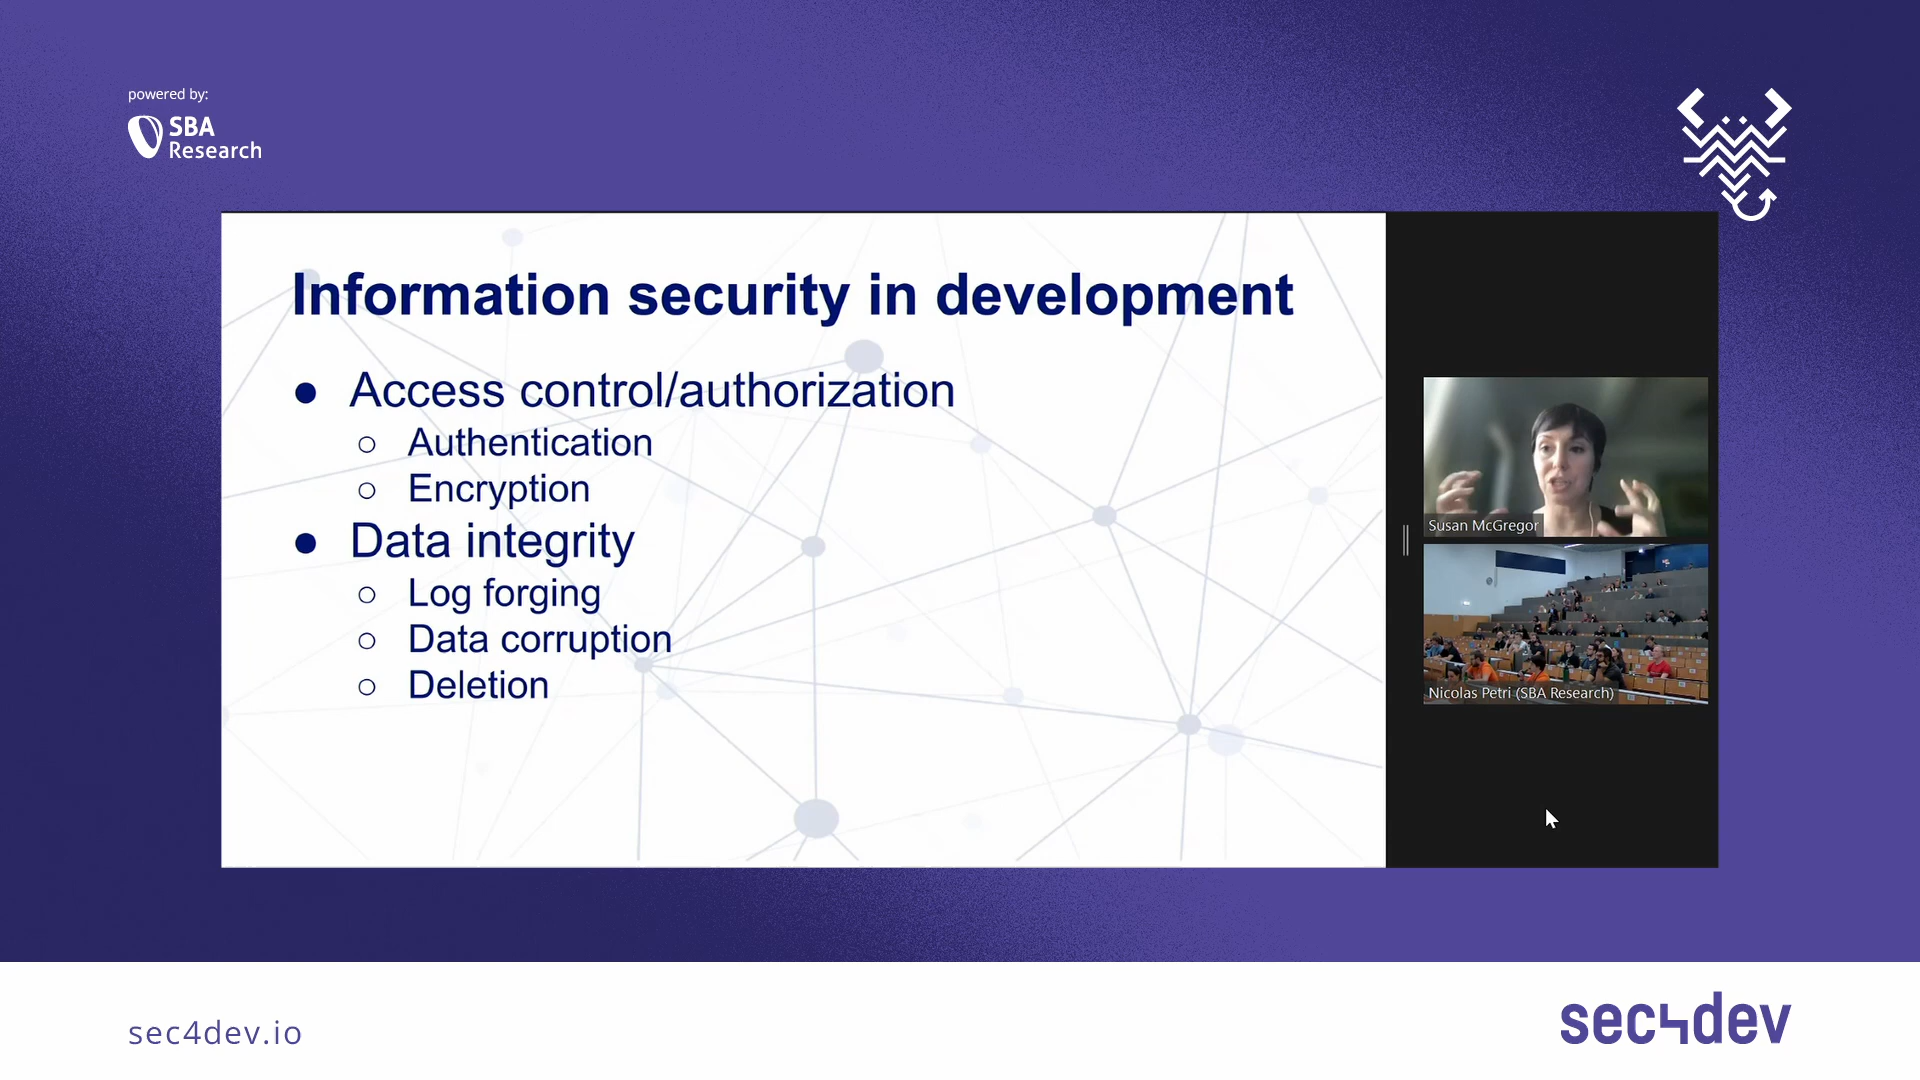 powered by:
SBA
Research
Information security in development
● Access control/authorization
○ Authentication
○ Encryption
● Data integrity
○ Log forging
○ Data corruption
○ Deletion
Susan McGregor
Nicolas Petri (SBA Research)
sec4dev.io
sec4dev